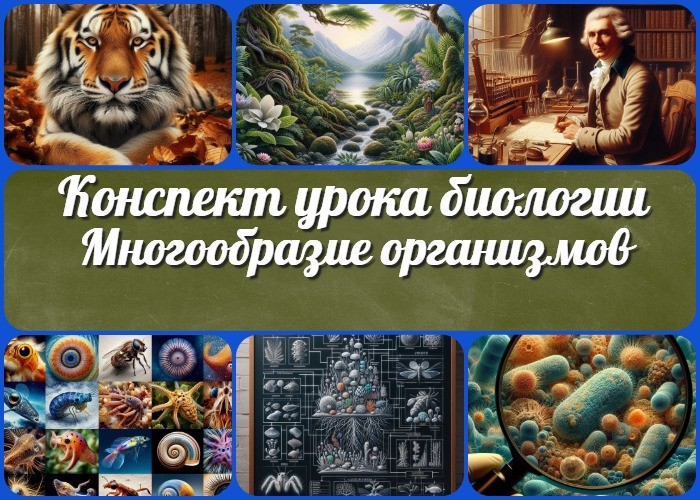 Конспект урока биологии
Многообразие организмов